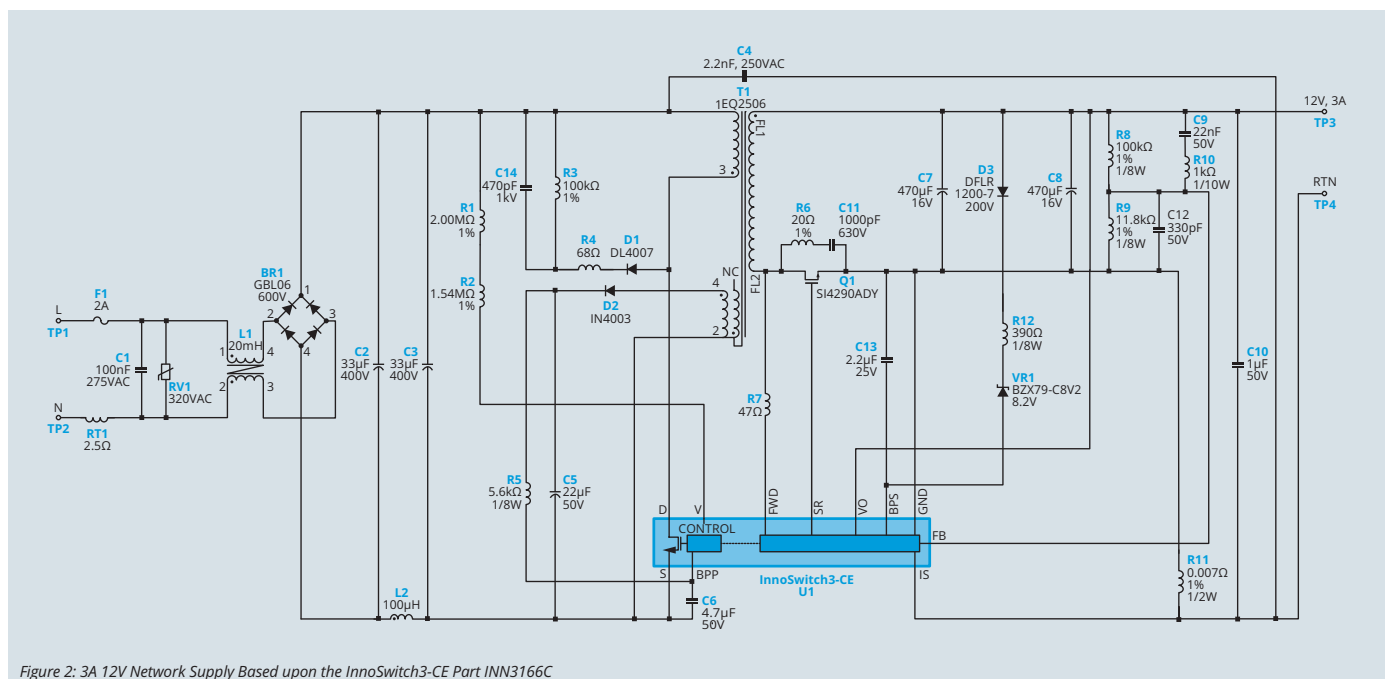 C4
2.2nF, 250VAC
T1
EQ2506
1
3
FL1
FL2
NC
4
2
12V, 3A
TP3
RTN
TP4
C14
470pF
1kV
R3
100kΩ
1%
R1
2.00MΩ
1%
R2
1.54MΩ
1%
R4
68Ω
D1
DL4007
D2
IN4003
R6
20Ω
1%
C11
1000pF
630V
Q1
SI4290ADY
C7
470µF
16V
D3
DFLR
1200-7
200V
C8
470µF
16V
R8
100kΩ
1%
1/8W
C9
22nF
50V
R10
1kΩ
1/10W
R9
11.8kΩ
1%
1/8W
C12
330pF
50V
BR1
GBL06
600V
1
2
3
4
F1
2A
L
TP1
N
TP2
RT1
2.5Ω
C1
100nF
275VAC
RV1
320VAC
L1
20mH
1
4
2
3
C2
33µF
400V
C3
33µF
400V
R12
390Ω
1/8W
VR1
BZX79-C8V2
8.2V
C13
2.2µF
25V
C10
1µF
50V
R7
47Ω
R5
5.6kΩ
1/8W
C5
22µF
50V
D
V
FWD
SR
VO
BPS
GND
CONTROL
FB
S
BPP
IS
InnoSwitch3-CE
U1
R11
0.007Ω
1%
1/2W
L2
100µH
C6
4.7µF
50V
Figure 2: 3A 12V Network Supply Based upon the InnoSwitch3-CE Part INN3166C